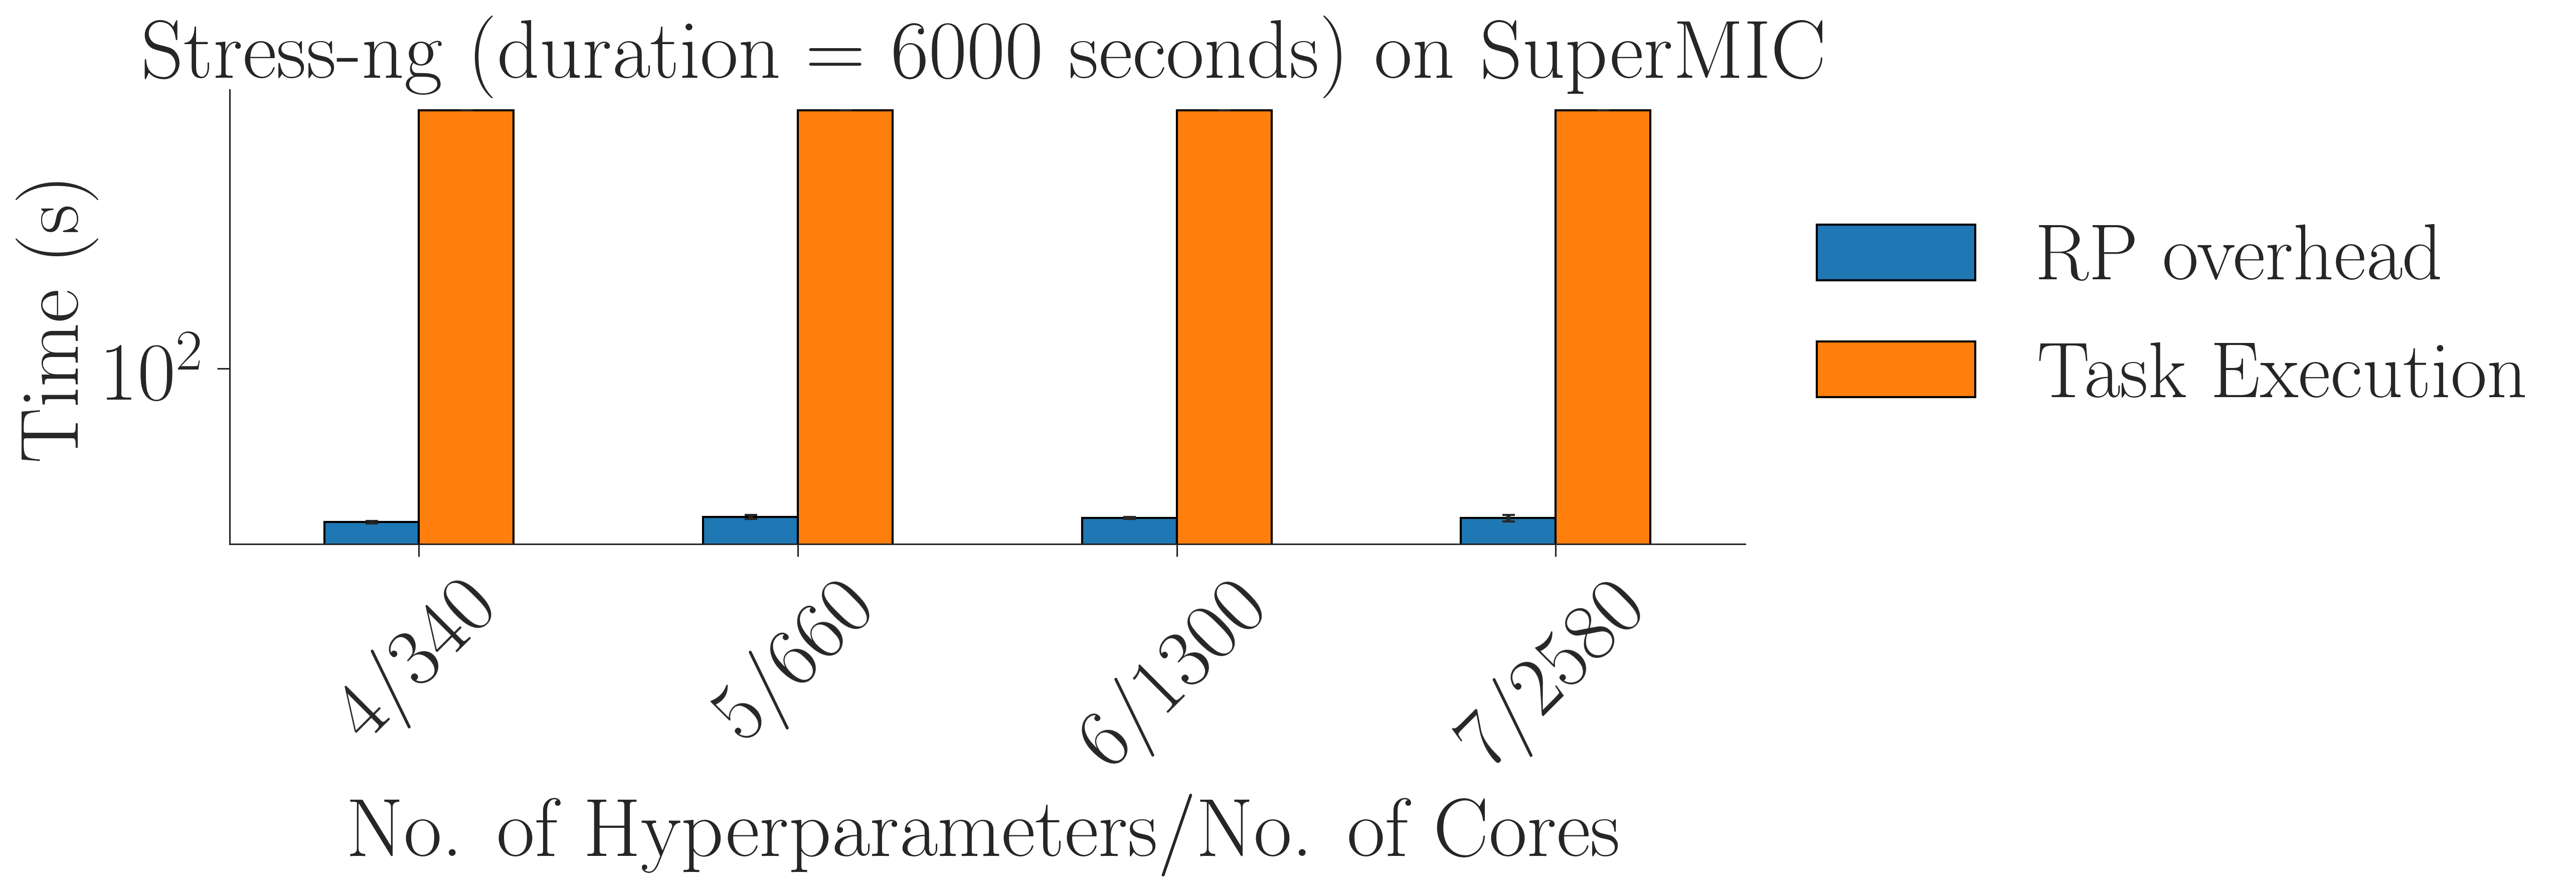 Stress-ng (duration = 6000 seconds) on SuperMIC
Time (s)
10²
RP overhead
Task Execution
4/340
5/660
6/1300
7/2580
No. of Hyperparameters/No. of Cores